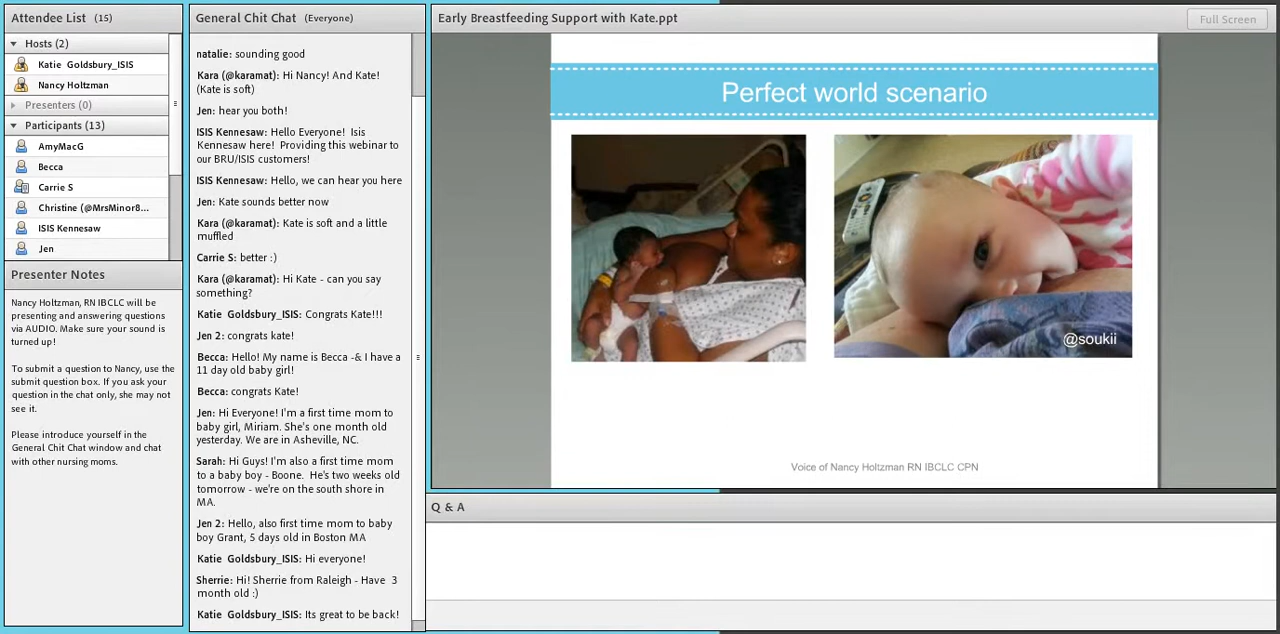 Attendee List (15)
Hosts (2)
Katie Goldsbury_ISIS
Nancy Holtzman
Presenters (0)
Participants (13)
AmyMacG
Becca
Carrie S
Christine (@MrsMinor8...
ISIS Kennesaw
Jen
Presenter Notes
Nancy Holtzman, RN IBCLC will be
presenting and answering questions
via AUDIO. Make sure your sound is
turned up!
To submit a question to Nancy, use the
submit question box. If you ask your
question in the chat only, she may not
see it.
Please introduce yourself in the
General Chit Chat window and chat
with other nursing moms.
General Chit Chat (Everyone)
natalie: sounding good
Kara (@karamat): Hi Nancy! And Kate!
(Kate is soft)
Jen: hear you both!
ISIS Kennesaw: Hello Everyone! Isis
Kennesaw here! Providing this webinar to
our BRU/ISIS customers!
ISIS Kennesaw: Hello, we can hear you here
Jen: Kate sounds better now
Kara (@karamat): Kate is soft and a little
muffled
Carrie S: better :)
Kara (@karamat): Hi Kate - can you say
something?
Katie Goldsbury_ISIS: Congrats Kate!!!
Jen 2: congrats kate!
Becca: Hello! My name is Becca -& I have a
11 day old baby girl!
Becca: congrats Kate!
Jen: Hi Everyone! I'm a first time mom to
baby girl, Miriam. She's one month old
yesterday. We are in Asheville, NC.
Sarah: Hi Guys! I'm also a first time mom
to a baby boy - Boone. He's two weeks old
tomorrow - we're on the south shore in
MA.
Jen 2: Hello, also first time mom to baby
boy Grant, 5 days old in Boston MA
Katie Goldsbury_ISIS: Hi everyone!
Sherrie: Hi! Sherrie from Raleigh - Have 3
month old :)
Katie Goldsbury_ISIS: Its great to be back!
Early Breastfeeding Support with Kate.ppt
Full Screen
Perfect world scenario
@soukii
Voice of Nancy Holtzman RN IBCLC CPN
Q & A